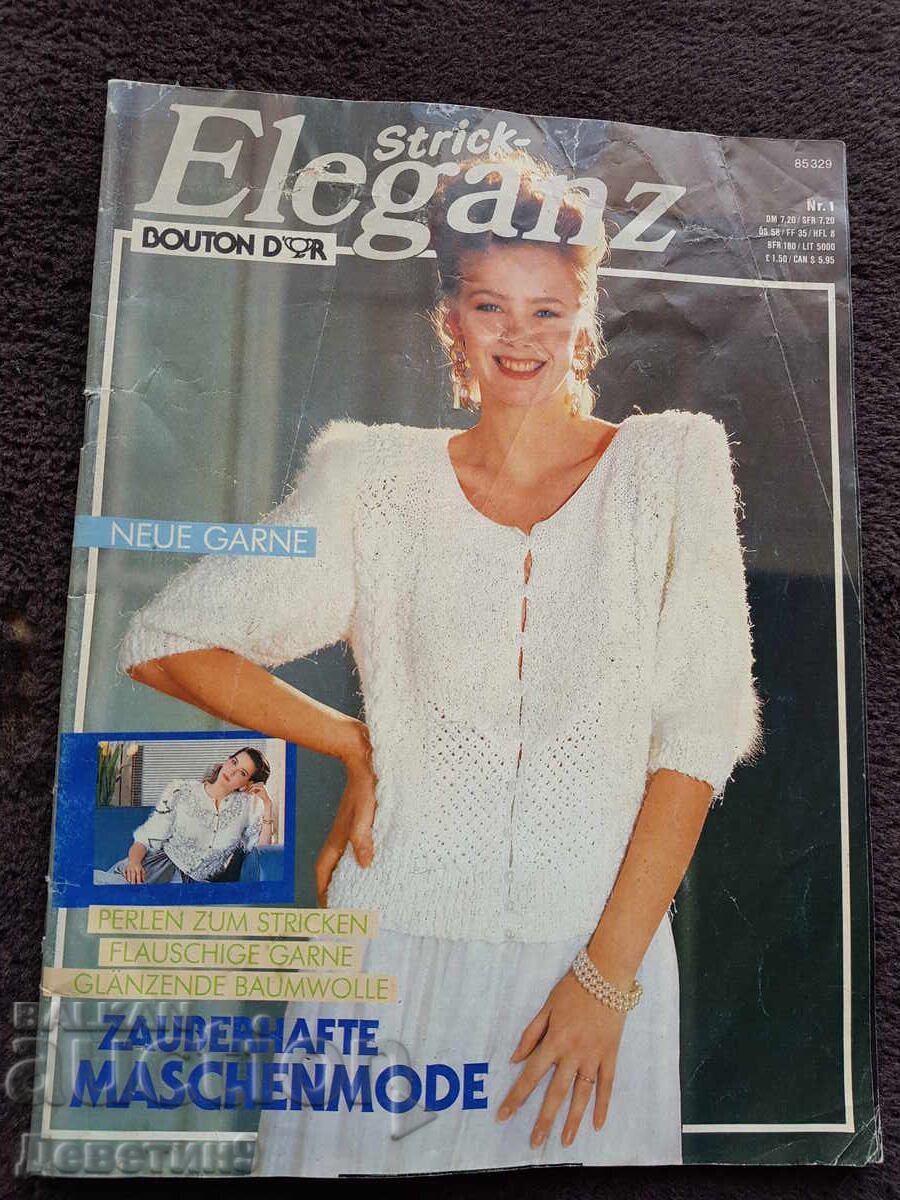 Strick-
Eleganz
BOUTON D'OR
85329
Nr. 1
DM 7,20 / SFR 7,20
ÖS 58 / FF 35 / HFL 8
BFR 180 / LIT 5000
£ 1.50 / CAN $ 5.95
NEUE GARNE
PERLEN ZUM STRICKEN
FLAUSCHIGE GARNE
GLÄNZENDE BAUMWOLLE
ZAUBERHAFTE
MASCHENMODE
BALKAN
auction
Деветин9